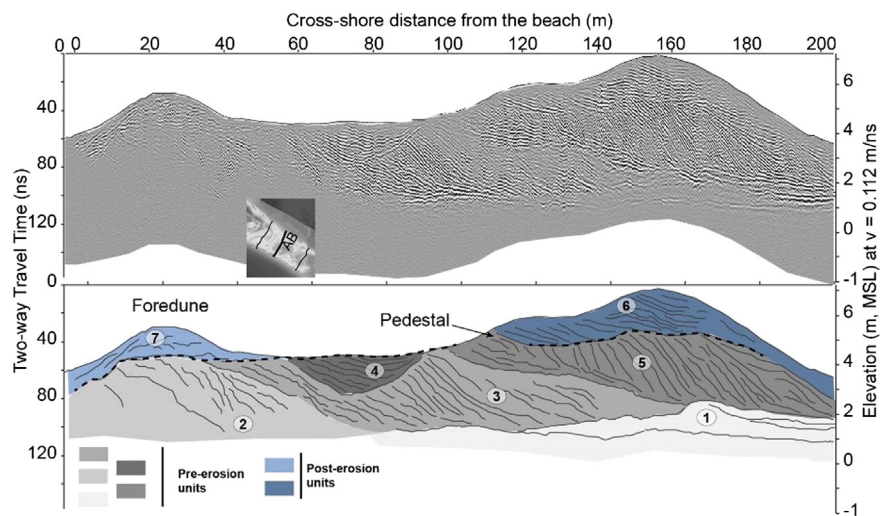 Cross-shore distance from the beach (m)
0 0 20 40 60 80 100 120 140 160 180 200
40
80
120
0
40
80
120
Two-way Travel Time (ns)
6
4
2
0
-1
6
4
2
0
-1
Elevation (m, MSL) at v = 0.112 m/ns
AB
Foredune
Pedestal
7
6
5
4
3
1
2
Pre-erosion
units
Post-erosion
units